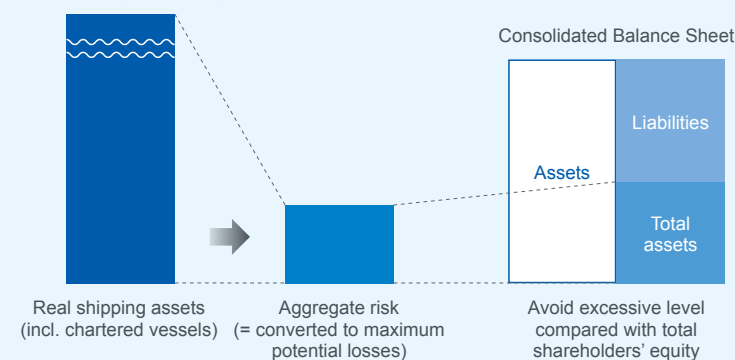 Consolidated Balance Sheet
Assets
Liabilities
Total
assets
Real shipping assets
(incl. chartered vessels)
Aggregate risk
(= converted to maximum
potential losses)
Avoid excessive level
compared with total
shareholders’ equity